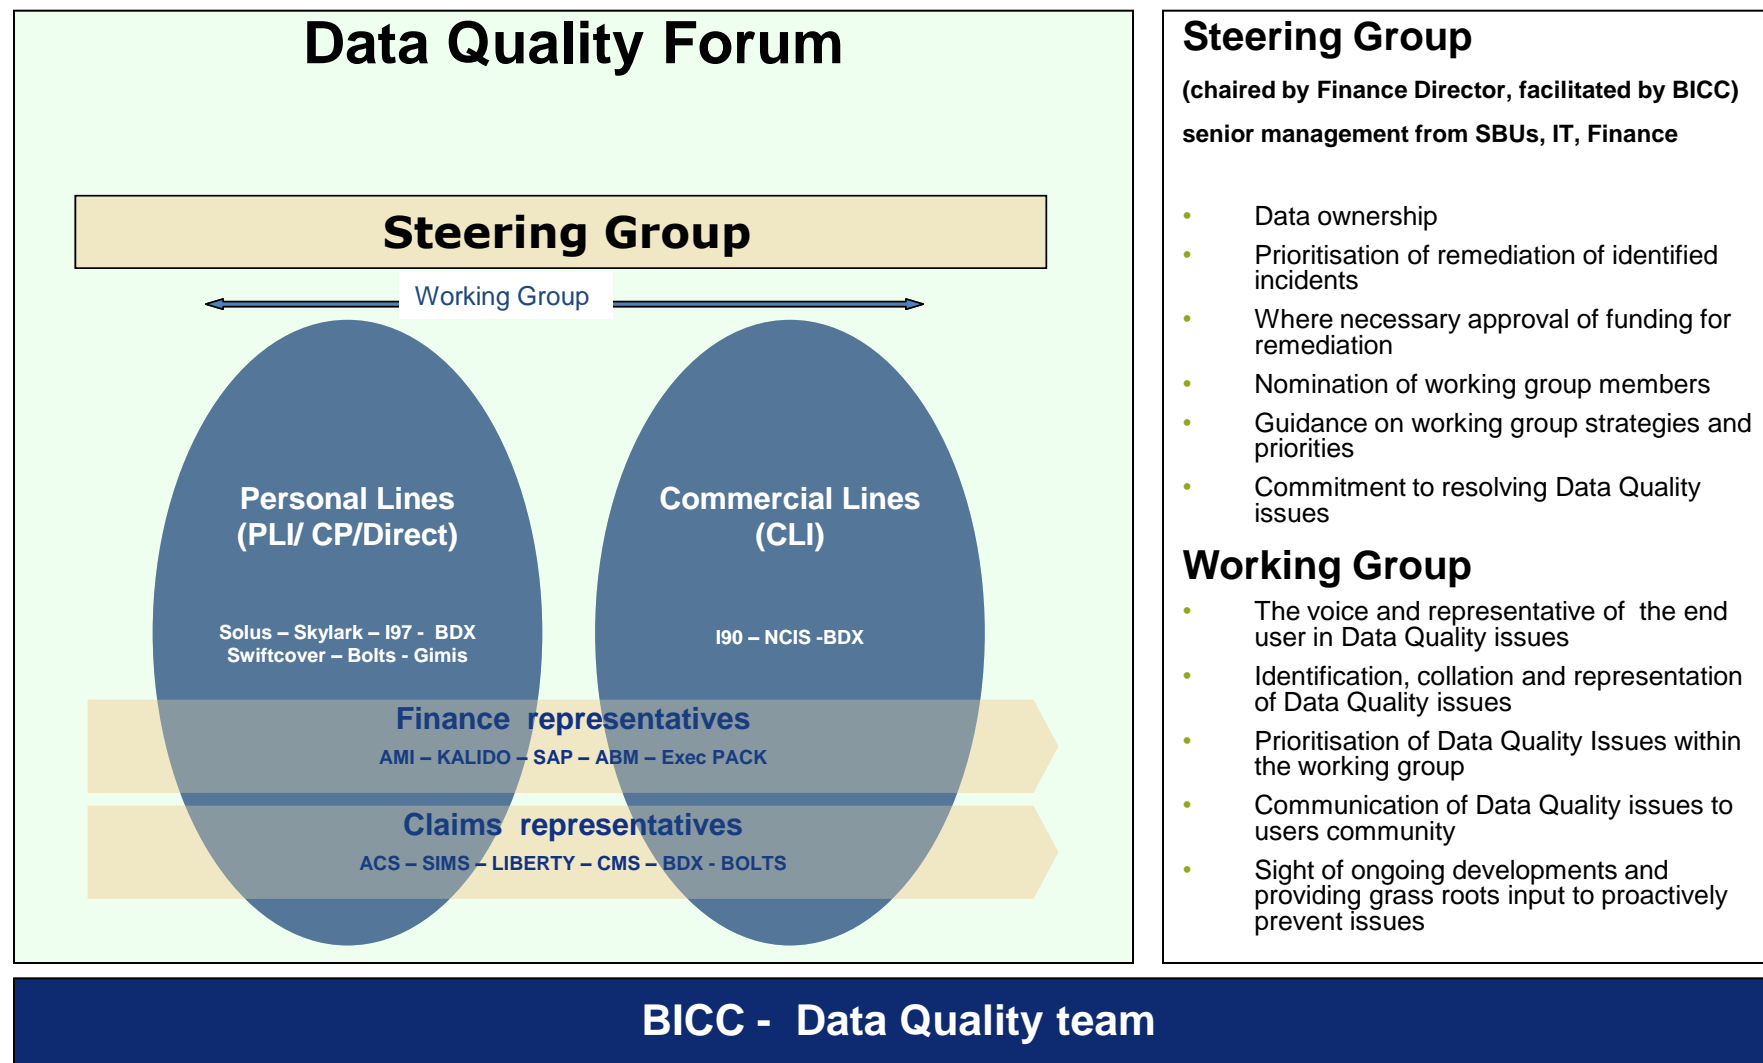 Data Quality Forum
Steering Group
Working Group
Personal Lines
(PLI/ CP/Direct)
Solus – Skylark – I97 - BDX
Swiftcover – Bolts - Gimis
Commercial Lines
(CLI)
I90 – NCIS -BDX
Finance representatives
AMI – KALIDO – SAP – ABM – Exec PACK
Claims representatives
ACS – SIMS – LIBERTY – CMS – BDX - BOLTS
Steering Group
(chaired by Finance Director, facilitated by BICC)
senior management from SBUs, IT, Finance
• Data ownership
• Prioritisation of remediation of identified
incidents
• Where necessary approval of funding for
remediation
• Nomination of working group members
• Guidance on working group strategies and
priorities
• Commitment to resolving Data Quality
issues
Working Group
• The voice and representative of the end
user in Data Quality issues
• Identification, collation and representation
of Data Quality issues
• Prioritisation of Data Quality Issues within
the working group
• Communication of Data Quality issues to
users community
• Sight of ongoing developments and
providing grass roots input to proactively
prevent issues
BICC - Data Quality team